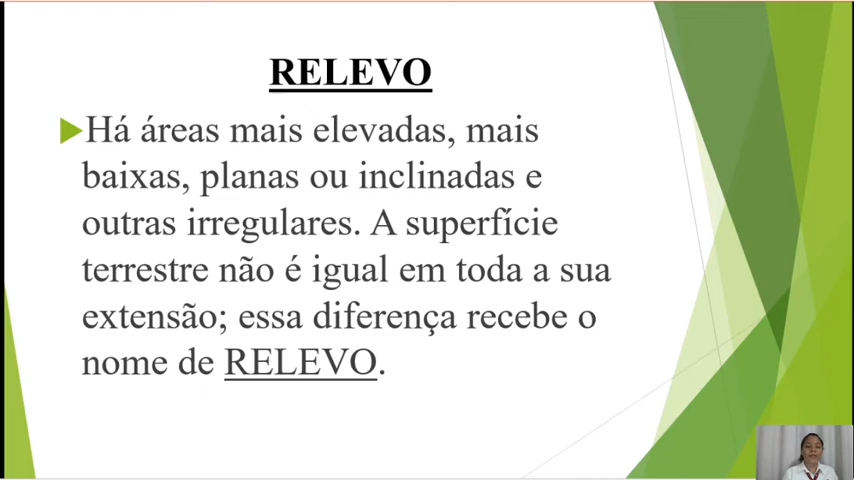 RELEVO
Há áreas mais elevadas, mais
baixas, planas ou inclinadas e
outras irregulares. A superfície
terrestre não é igual em toda a sua
extensão; essa diferença recebe o
nome de RELEVO.